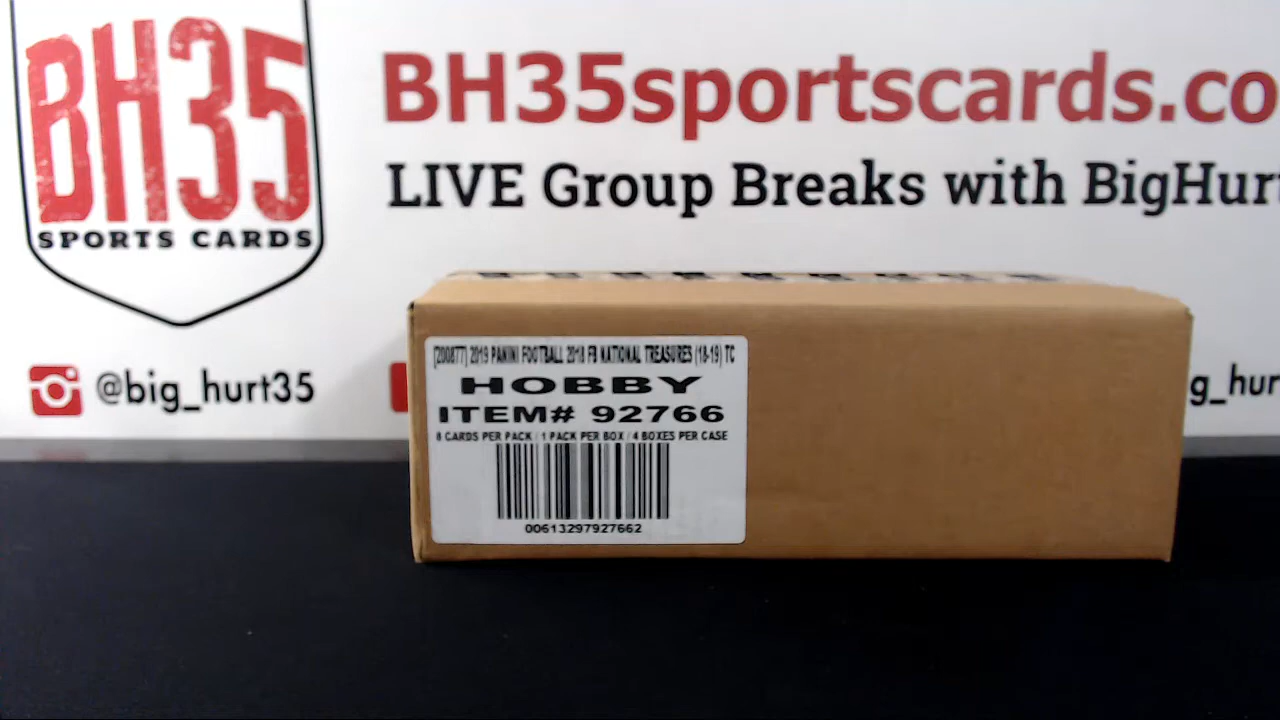 BH35
SPORTS CARDS
BH35sportscards.co
LIVE Group Breaks with BigHurt
@big_hurt35
g_hur
[200877] 2019 PANINI FOOTBALL 2018 FB NATIONAL TREASURES (18-19) TC
HOBBY
ITEM# 92766
8 CARDS PER PACK / 1 PACK PER BOX / 4 BOXES PER CASE
00613297927662